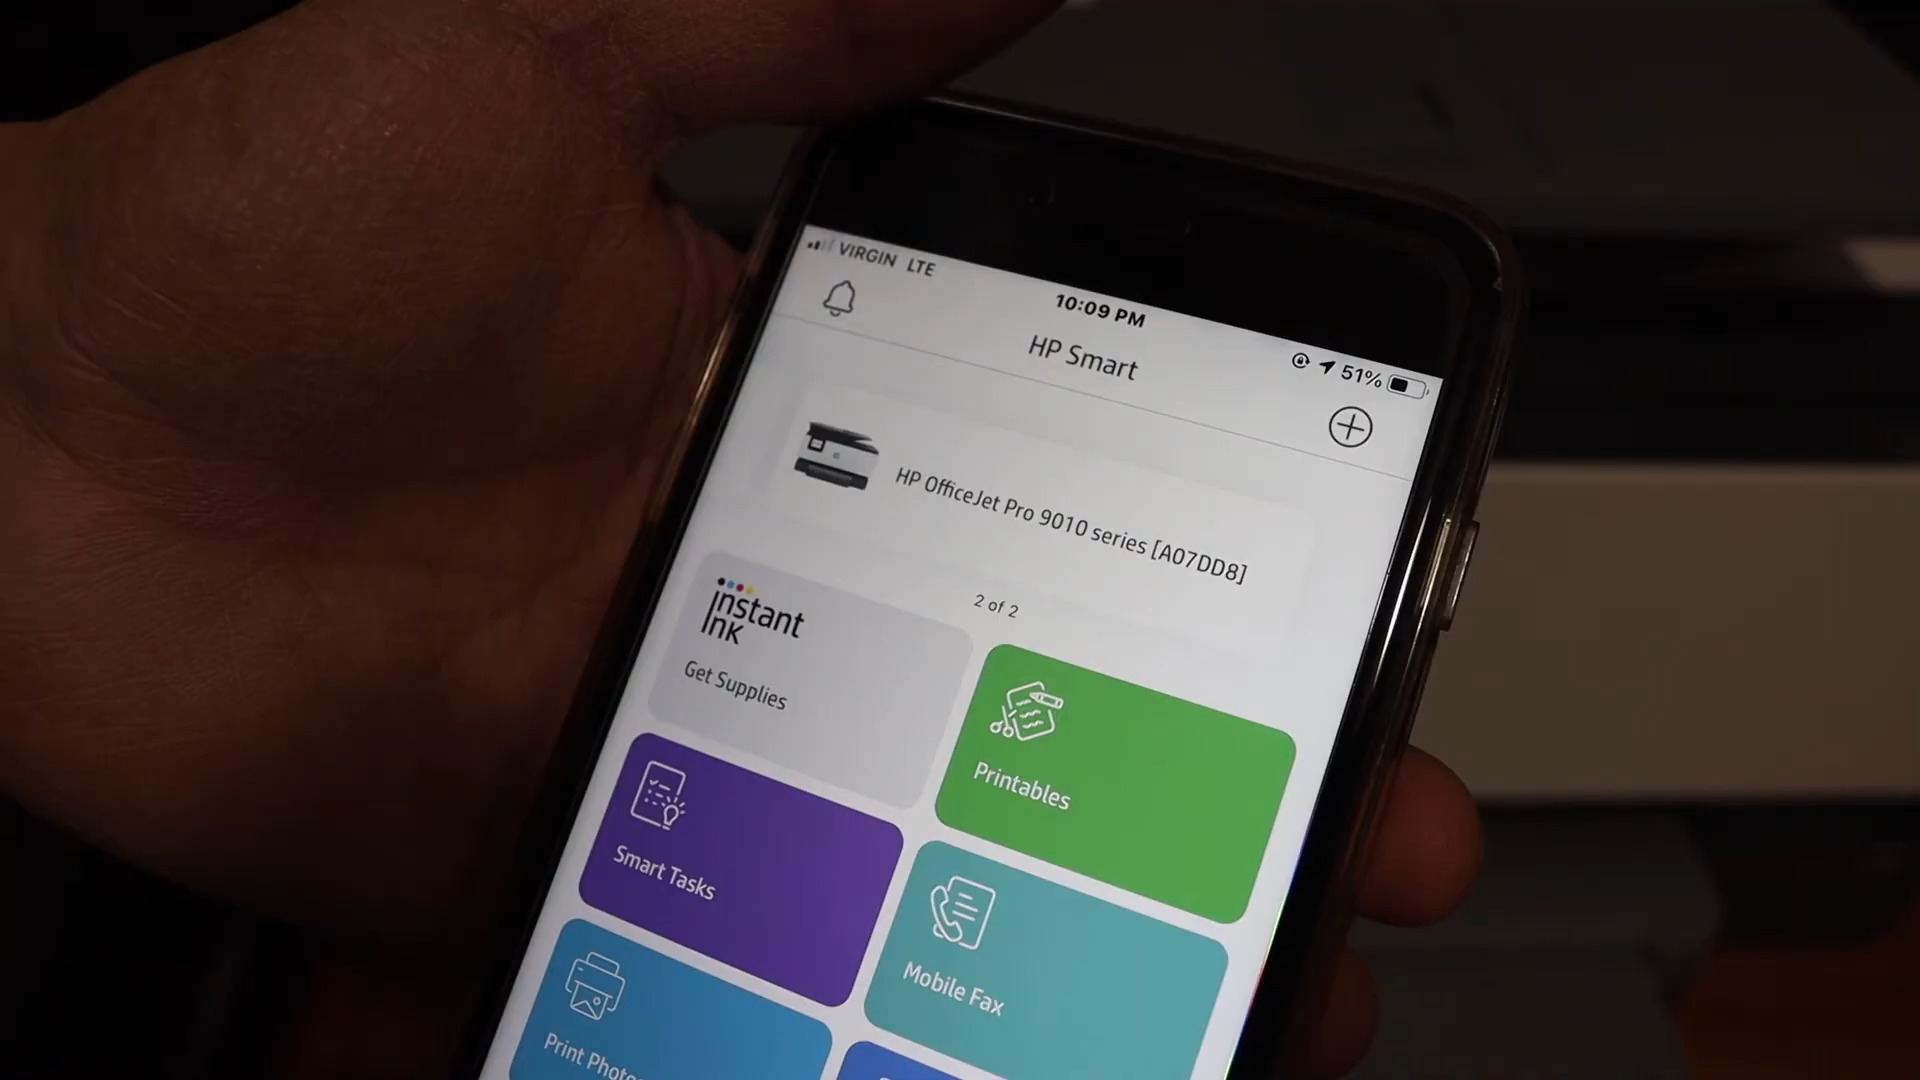 VIRGIN LTE
10:09 PM
51%
HP Smart
HP OfficeJet Pro 9010 series [A07DD8]
2 of 2
Instant
Ink
Get Supplies
Printables
Smart Tasks
Mobile Fax
Print